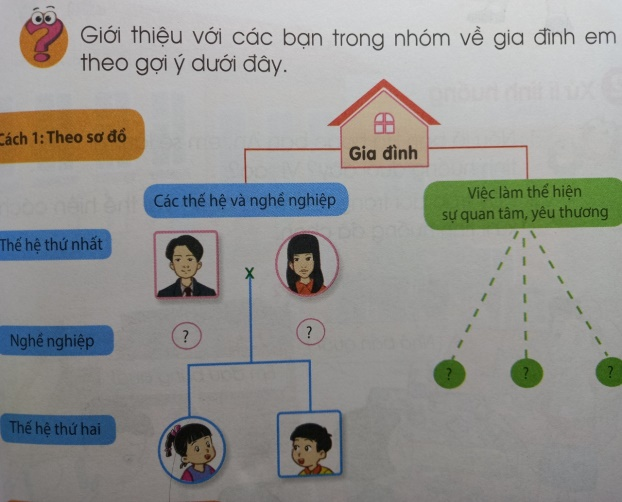 Giới thiệu với các bạn trong nhóm về gia đình em
theo gợi ý dưới đây.
Cách 1: Theo sơ đồ
Gia đình
Các thế hệ và nghề nghiệp
Việc làm thể hiện
sự quan tâm, yêu thương
Thế hệ thứ nhất
X
Nghề nghiệp
? ?
? ? ?
Thế hệ thứ hai